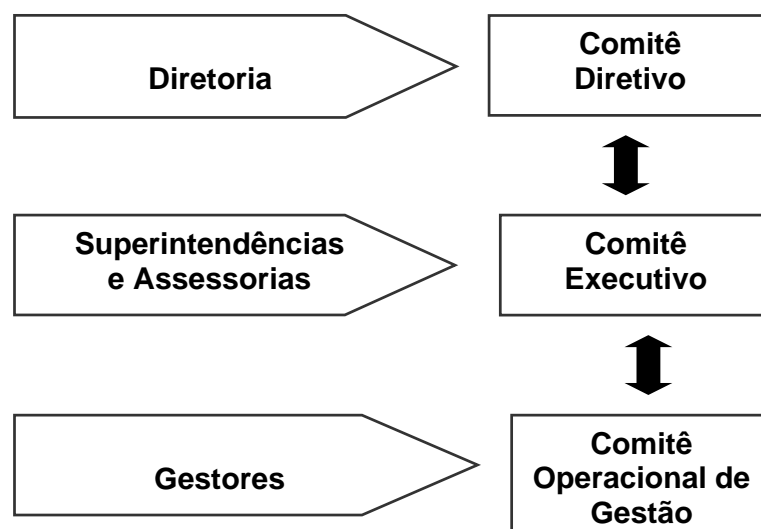 Diretoria
Comitê
Diretivo
Superintendências
e Assessorias
Comitê
Executivo
Gestores
Comitê
Operacional de
Gestão